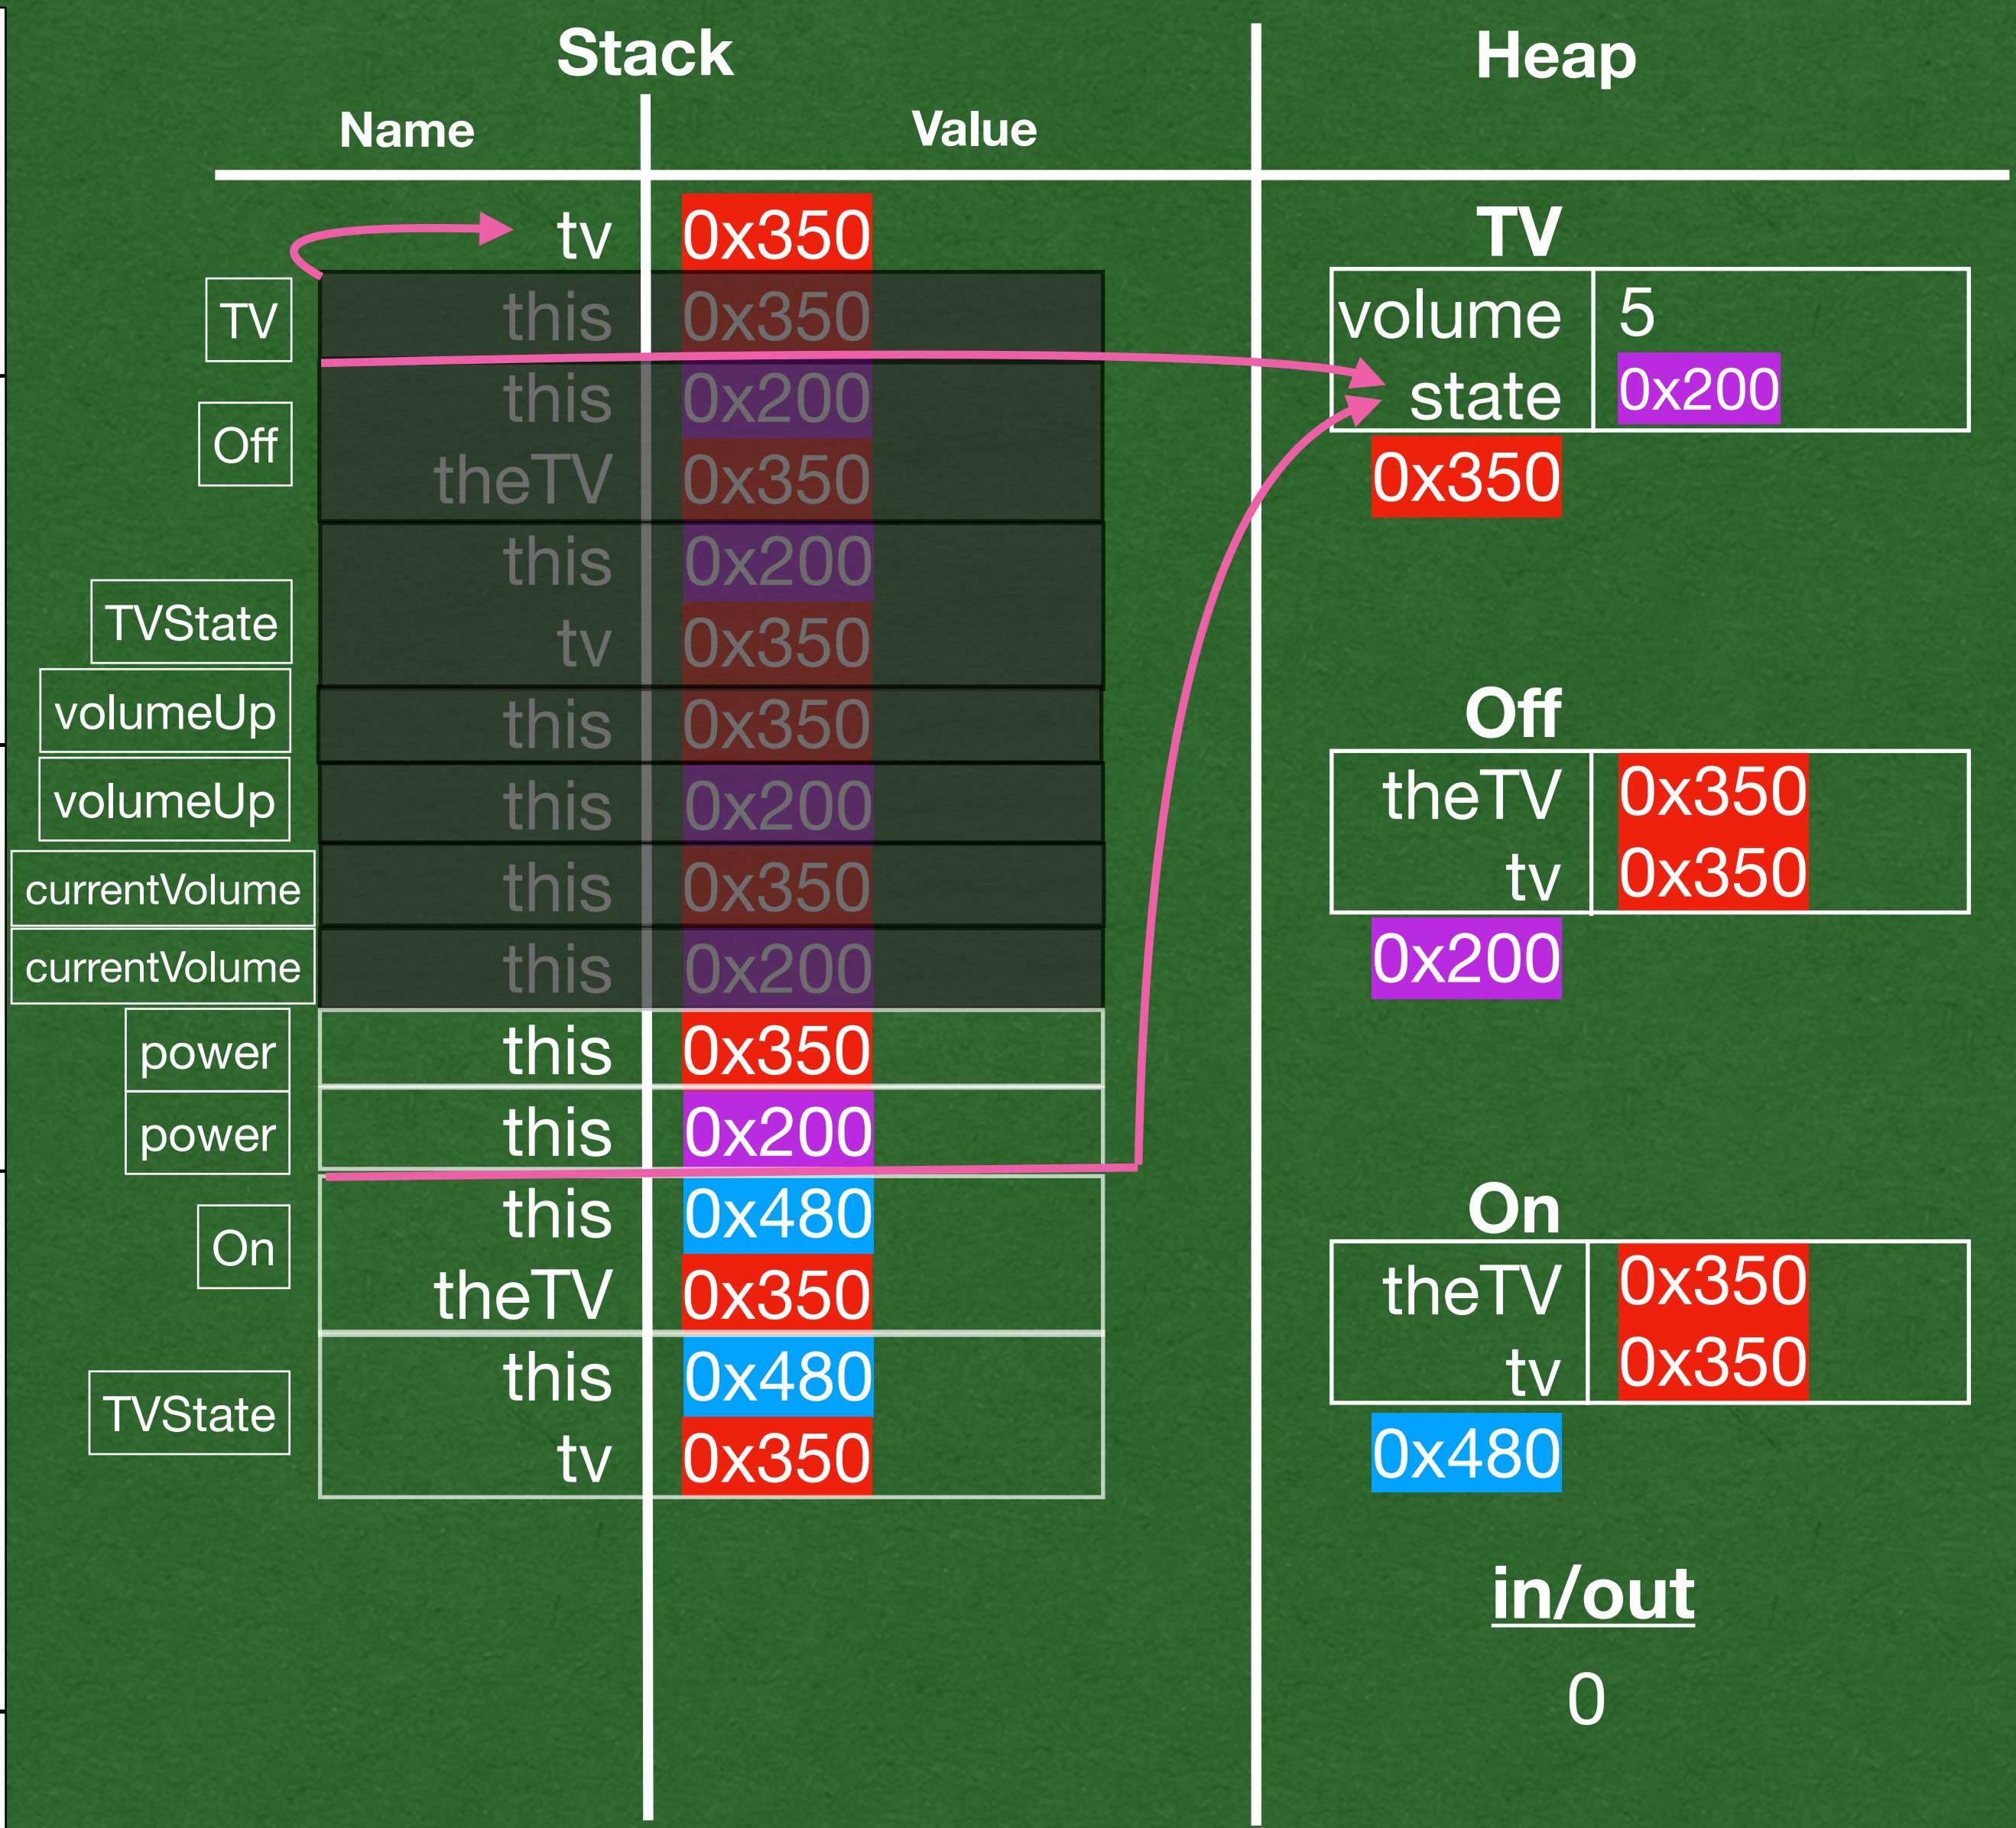 Stack
Heap
Name Value
tv 0x350
TV this 0x350
this 0x200
Off
theTV 0x350
this 0x200
TVState
tv 0x350
volumeUp this 0x350
volumeUp this 0x200
currentVolume this 0x350
currentVolume this 0x200
power this 0x350
power this 0x200
this 0x480
On
theTV 0x350
this 0x480
TVState
tv 0x350
TV
volume 5
state 0x200
0x350
Off
theTV 0x350
tv 0x350
0x200
On
theTV 0x350
tv 0x350
0x480
in/out
0